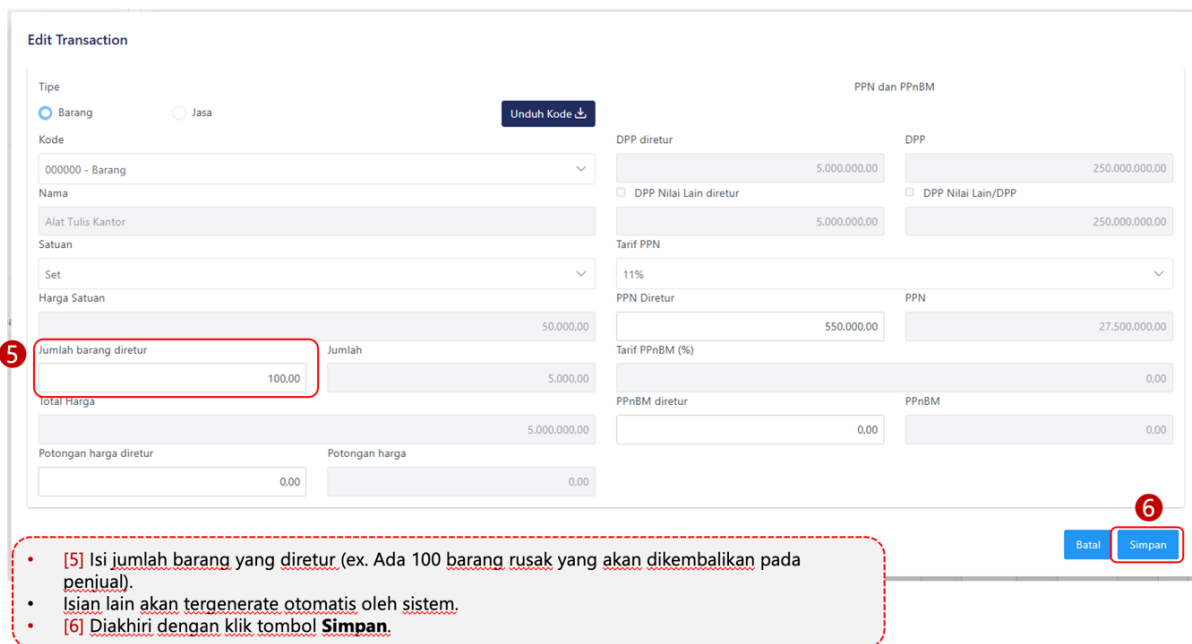 Edit Transaction
Tipe
PPN dan PPnBM
Barang
Jasa
Unduh Kode
Kode
DPP diretur
DPP
000000 - Barang
5.000.000,00
250.000.000,00
Nama
DPP Nilai Lain diretur
DPP Nilai Lain/DPP
Alat Tulis Kantor
5.000.000,00
250.000.000,00
Satuan
Tarif PPN
Set
11%
Harga Satuan
PPN Diretur
PPN
50.000,00
550.000,00
27.500.000,00
5
Jumlah barang diretur
Jumlah
Tarif PPnBM (%)
100,00
5.000,00
0,00
Total Harga
PPnBM diretur
PPnBM
5.000.000,00
0,00
0,00
Potongan harga diretur
Potongan harga
0,00
0,00
6
Batal
Simpan
• [5] Isi jumlah barang yang diretur (ex. Ada 100 barang rusak yang akan dikembalikan pada
penjual).
• Isian lain akan tergenerate otomatis oleh sistem.
• [6] Diakhiri dengan klik tombol Simpan.